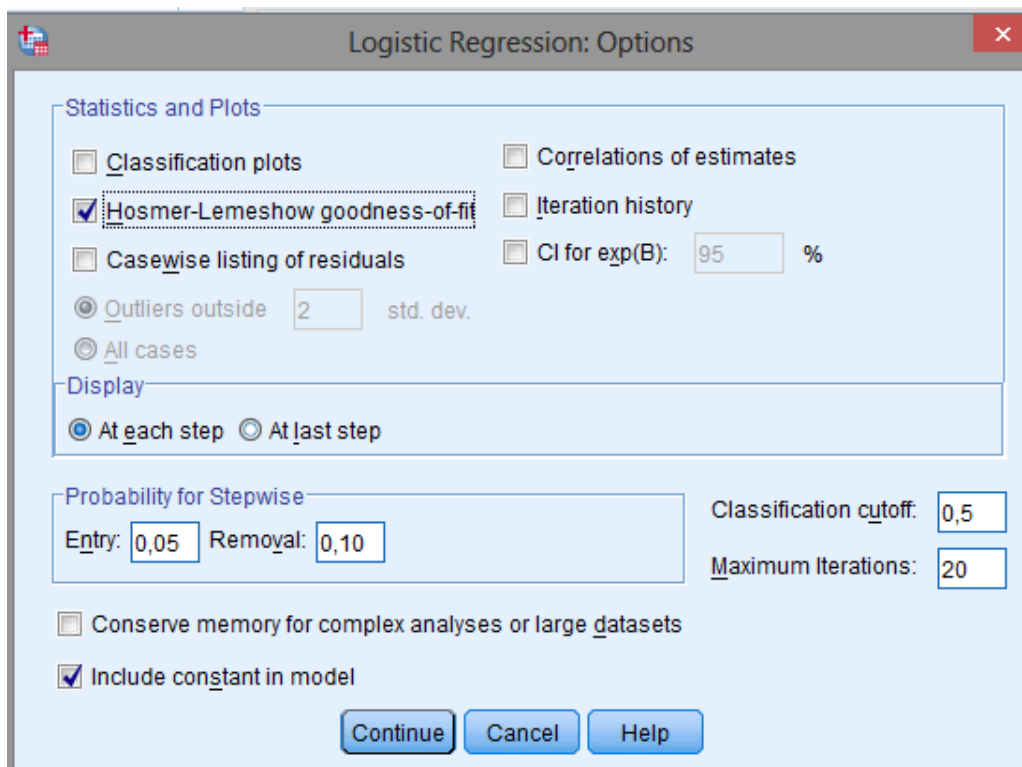 Logistic Regression: Options
Statistics and Plots
Classification plots
Correlations of estimates
Hosmer-Lemeshow goodness-of-fit
Iteration history
Casewise listing of residuals
CI for exp(B): 95 %
Outliers outside 2 std. dev.
All cases
Display
At each step At last step
Probability for Stepwise
Entry: 0,05 Removal: 0,10
Classification cutoff: 0,5
Maximum Iterations: 20
Conserve memory for complex analyses or large datasets
Include constant in model
Continue Cancel Help